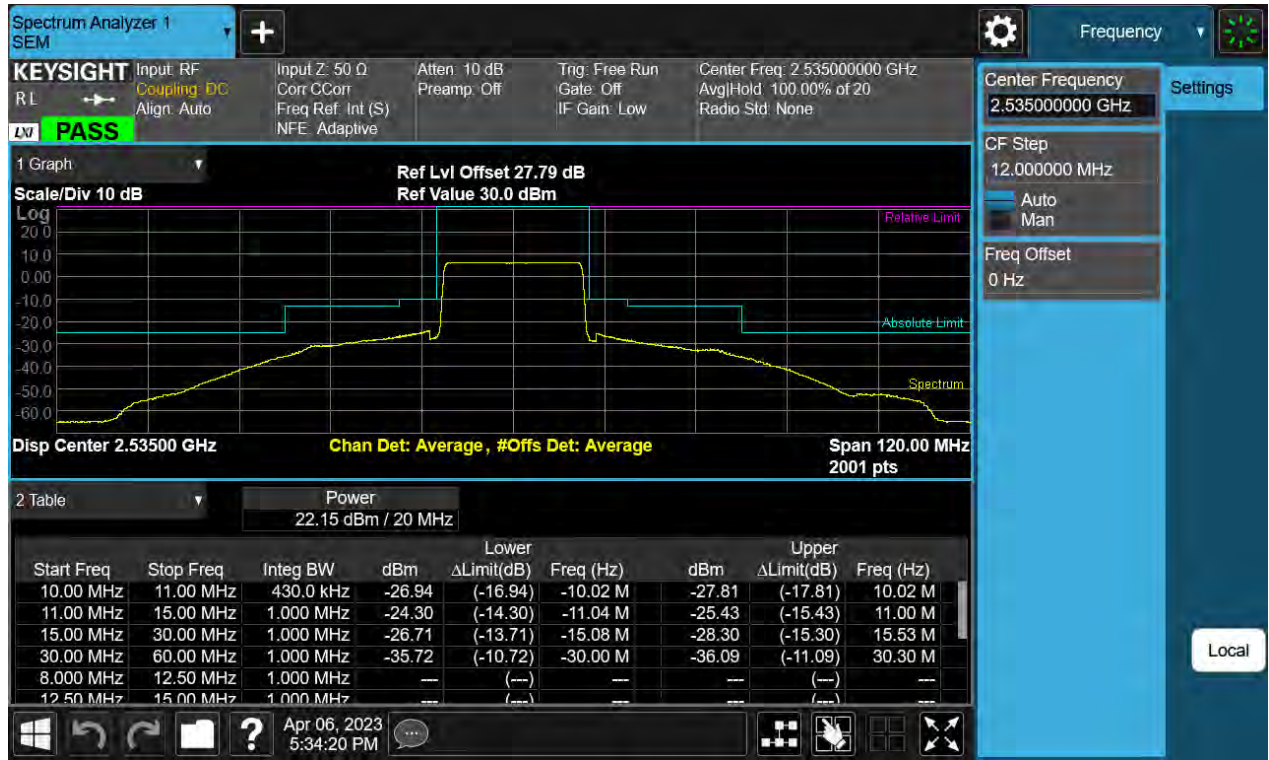 Spectrum Analyzer 1
SEM
+
Frequency
KEYSIGHT
RL
LXI PASS
Input: RF
Coupling: DC
Align: Auto
Input Z: 50 Ω
Corr CCorr
Freq Ref: Int (S)
NFE: Adaptive
Atten: 10 dB
Preamp: Off
Trig: Free Run
Gate: Off
IF Gain: Low
Center Freq: 2.535000000 GHz
Avg|Hold: 100.00% of 20
Radio Std: None
Center Frequency
2.535000000 GHz
Settings
CF Step
12.000000 MHz
Auto
Man
Freq Offset
0 Hz
1 Graph
Scale/Div 10 dB
Ref Lvl Offset 27.79 dB
Ref Value 30.0 dBm
Log
20.0
10.0
0.00
-10.0
-20.0
-30.0
-40.0
-50.0
-60.0
Relative Limit
Absolute Limit
Spectrum
Disp Center 2.53500 GHz
Chan Det: Average, #Offs Det: Average
Span 120.00 MHz
2001 pts
2 Table
Power
22.15 dBm / 20 MHz
Lower Upper
Start Freq Stop Freq Integ BW dBm ΔLimit(dB) Freq (Hz) dBm ΔLimit(dB) Freq (Hz)
10.00 MHz 11.00 MHz 430.0 kHz -26.94 (-16.94) -10.02 M -27.81 (-17.81) 10.02 M
11.00 MHz 15.00 MHz 1.000 MHz -24.30 (-14.30) -11.04 M -25.43 (-15.43) 11.00 M
15.00 MHz 30.00 MHz 1.000 MHz -26.71 (-13.71) -15.08 M -28.30 (-15.30) 15.53 M
30.00 MHz 60.00 MHz 1.000 MHz -35.72 (-10.72) -30.00 M -36.09 (-11.09) 30.30 M
8.000 MHz 12.50 MHz 1.000 MHz --- (---) --- --- (---) ---
12.50 MHz 15.00 MHz 1.000 MHz --- (---) --- --- (---) ---
Local
?
Apr 06, 2023
5:34:20 PM